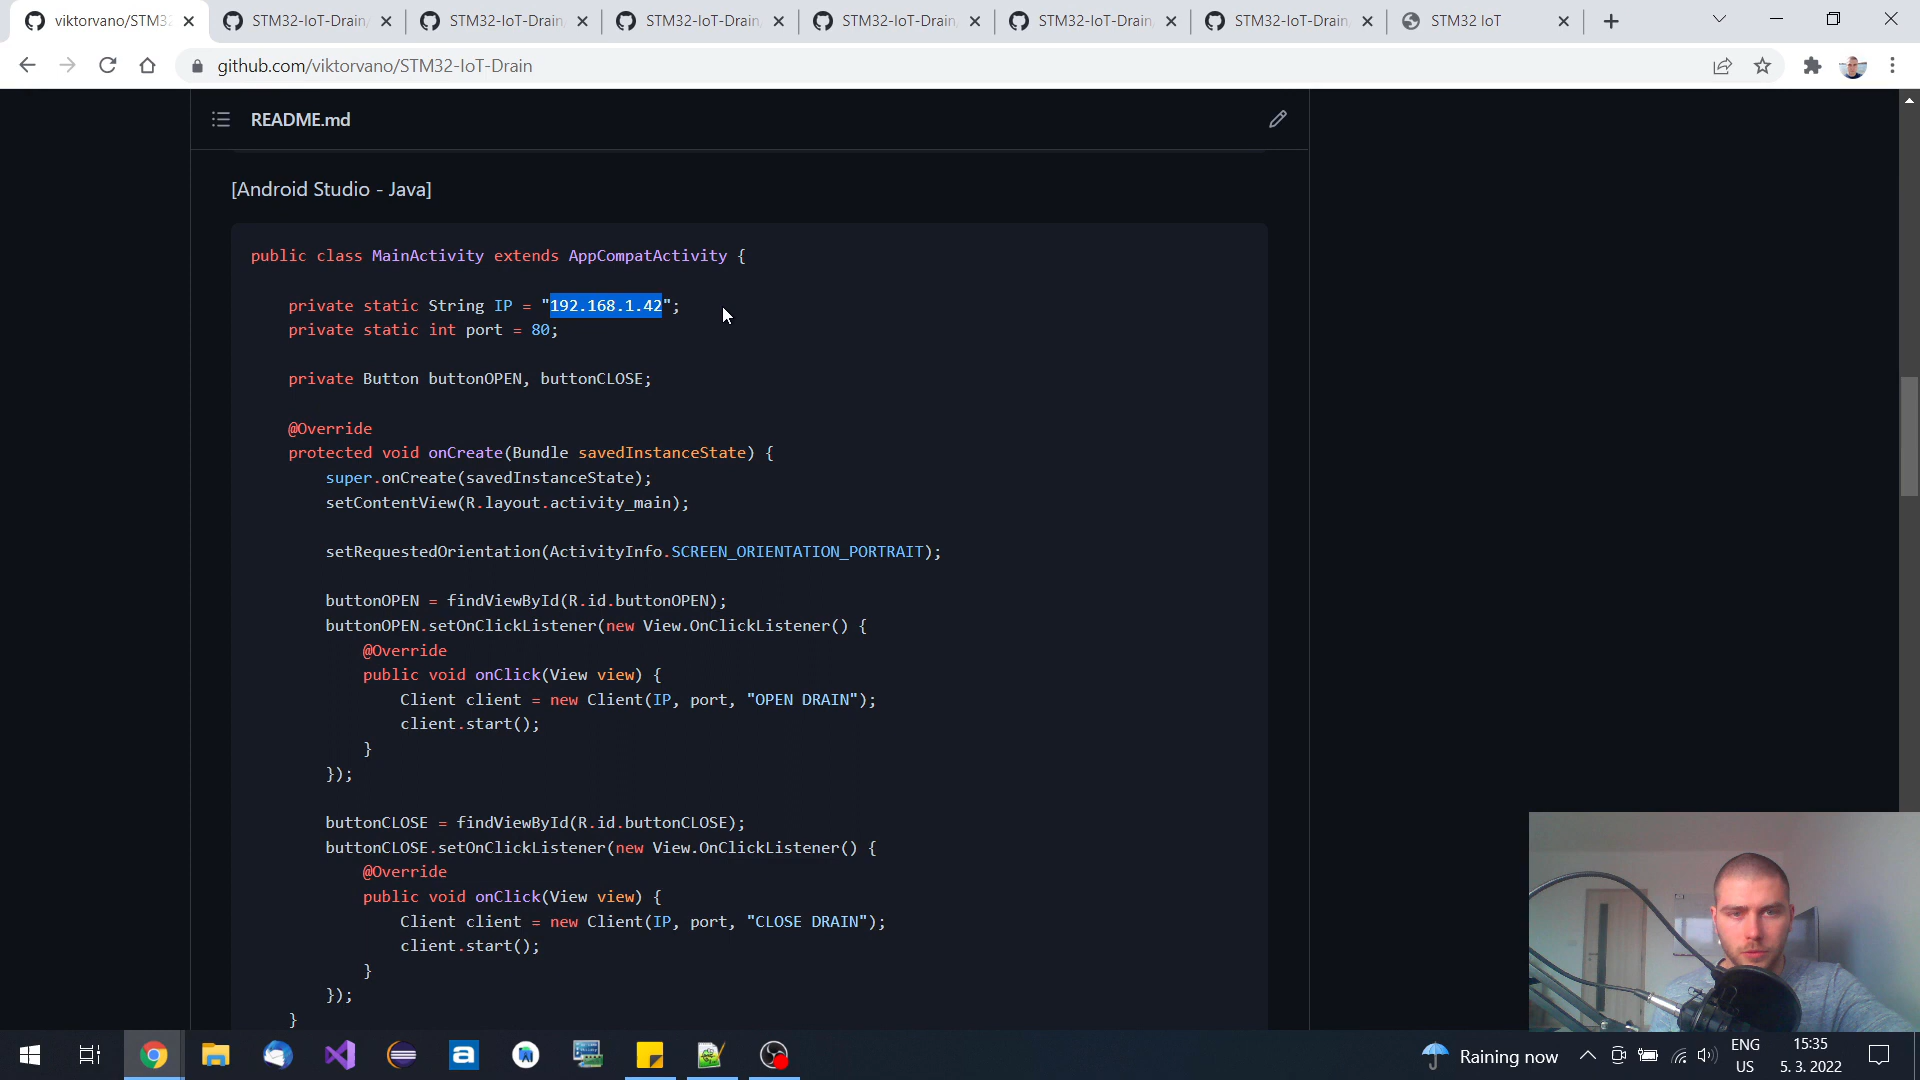 viktorvano/STM32
STM32-IoT-Drain/
STM32-IoT-Drain
STM32-IoT-Drain
STM32-IoT-Drain
STM32-IoT-Drain
STM32-IoT-Drain
STM32 IoT
github.com/viktorvano/STM32-IoT-Drain
README.md
[Android Studio - Java]
public class MainActivity extends AppCompatActivity {
private static String IP = "192.168.1.42";
private static int port = 80;
private Button buttonOPEN, buttonCLOSE;
@Override
protected void onCreate(Bundle savedInstanceState) {
super.onCreate(savedInstanceState);
setContentView(R.layout.activity_main);
setRequestedOrientation(ActivityInfo.SCREEN_ORIENTATION_PORTRAIT);
buttonOPEN = findViewById(R.id.buttonOPEN);
buttonOPEN.setOnClickListener(new View.OnClickListener() {
@Override
public void onClick(View view) {
Client client = new Client(IP, port, "OPEN DRAIN");
client.start();
}
});
buttonCLOSE = findViewById(R.id.buttonCLOSE);
buttonCLOSE.setOnClickListener(new View.OnClickListener() {
@Override
public void onClick(View view) {
Client client = new Client(IP, port, "CLOSE DRAIN");
client.start();
}
});
}
Raining now
ENG
US
15:35
5. 3. 2022